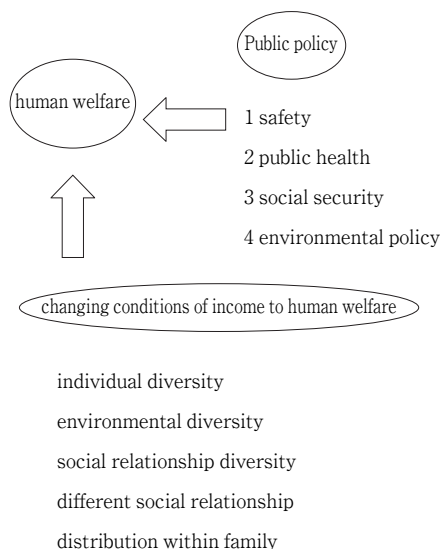 Public policy
human welfare
1 safety
2 public health
3 social security
4 environmental policy
changing conditions of income to human welfare
individual diversity
environmental diversity
social relationship diversity
different social relationship
distribution within family